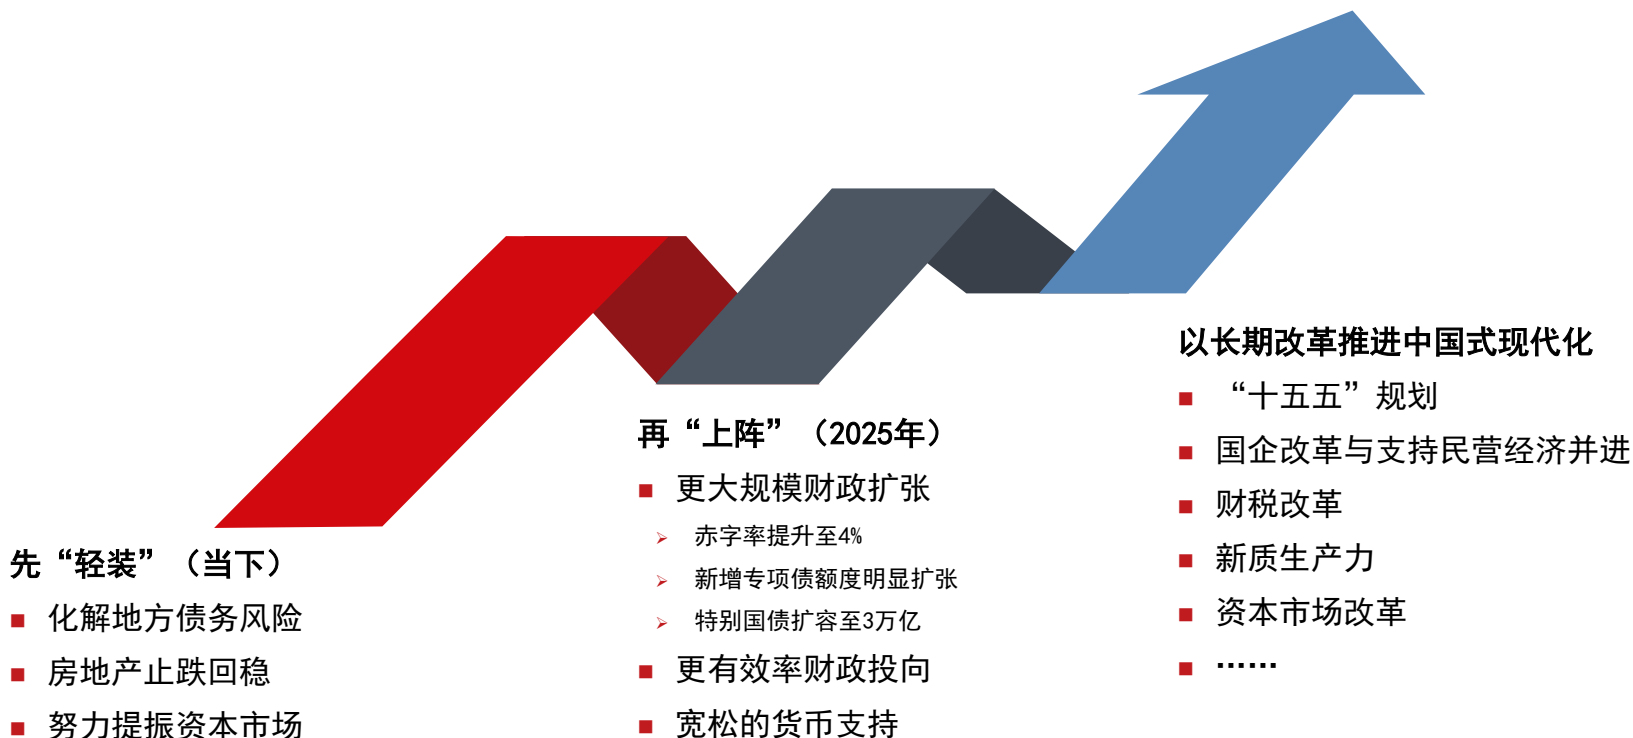 先“轻装”（当下）
化解地方债务风险
房地产止跌回稳
努力提振资本市场
再“上阵”（2025年）
更大规模财政扩张
赤字率提升至4%
新增专项债额度明显扩张
特别国债扩容至3万亿
更有效率财政投向
宽松的货币支持
以长期改革推进中国式现代化
“十五五”规划
国企改革与支持民营经济并进
财税改革
新质生产力
资本市场改革
……